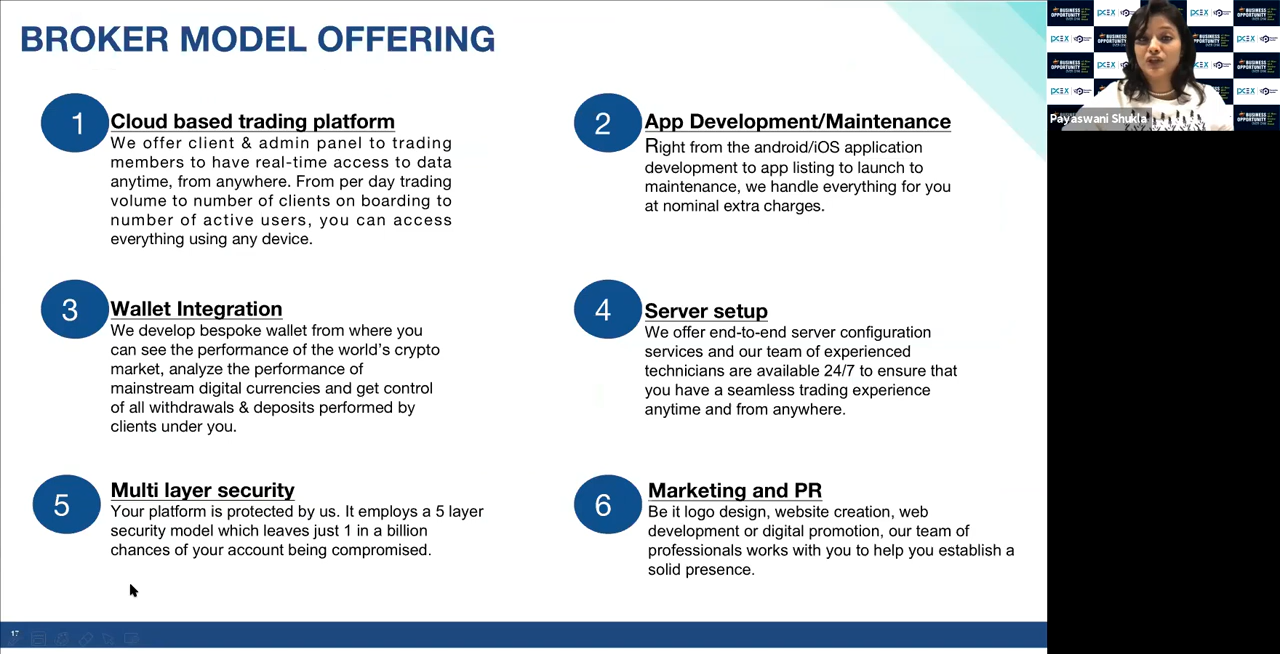 BROKER MODEL OFFERING
1
Cloud based trading platform
We offer client & admin panel to trading
members to have real-time access to data
anytime, from anywhere. From per day trading
volume to number of clients on boarding to
number of active users, you can access
everything using any device.
2
App Development/Maintenance
Right from the android/iOS application
development to app listing to launch to
maintenance, we handle everything for you
at nominal extra charges.
3
Wallet Integration
We develop bespoke wallet from where you
can see the performance of the world's crypto
market, analyze the performance of
mainstream digital currencies and get control
of all withdrawals & deposits performed by
clients under you.
4
Server setup
We offer end-to-end server configuration
services and our team of experienced
technicians are available 24/7 to ensure that
you have a seamless trading experience
anytime and from anywhere.
5
Multi layer security
Your platform is protected by us. It employs a 5 layer
security model which leaves just 1 in a billion
chances of your account being compromised.
6
Marketing and PR
Be it logo design, website creation, web
development or digital promotion, our team of
professionals works with you to help you establish a
solid presence.
17
BUSINESS
OPPORTUNITY
PCEX
Payaswani Shukla